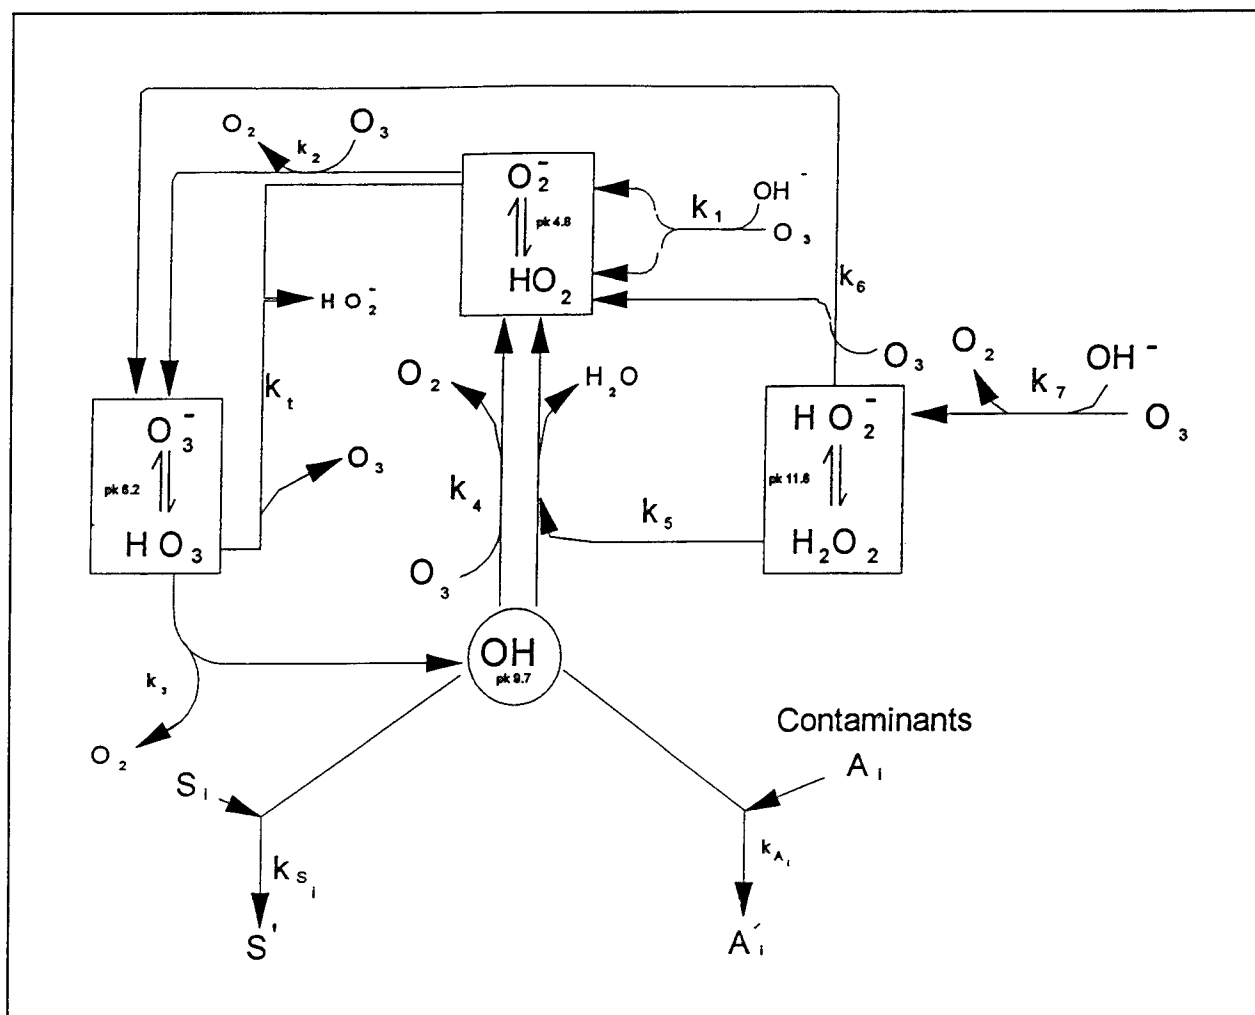 O₂ O₃
k₂
O₂⁻
pk 4.8
HO₂
OH⁻
k₁
O₃
k₆
HO₂⁻
kₜ
O₃
O₂
OH⁻
k₇
O₃
O₂
H₂O
O₃⁻
pk 6.2
HO₃
O₃
k₄
k₅
O₃
HO₂⁻
pk 11.6
H₂O₂
OH
pk 9.7
k₃
O₂
Contaminants
Aᵢ
Sᵢ
k_Sᵢ
k_Aᵢ
S'
A'ᵢ